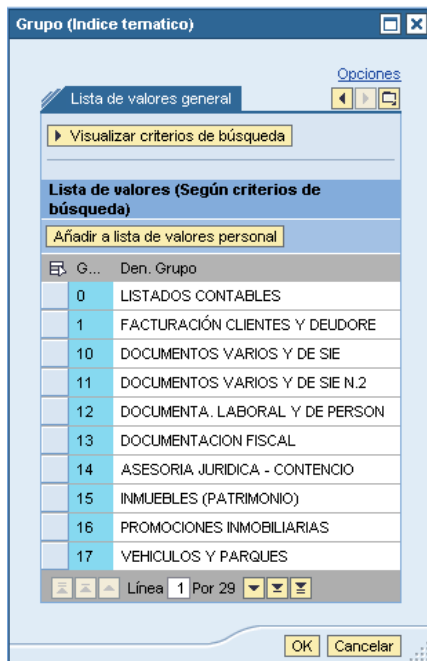 Grupo (Indice tematico)
Opciones
Lista de valores general
Visualizar criterios de búsqueda
Lista de valores (Según criterios de
búsqueda)
Añadir a lista de valores personal
G... Den. Grupo
0 LISTADOS CONTABLES
1 FACTURACIÓN CLIENTES Y DEUDORE
10 DOCUMENTOS VARIOS Y DE SIE
11 DOCUMENTOS VARIOS Y DE SIE N.2
12 DOCUMENTA. LABORAL Y DE PERSON
13 DOCUMENTACION FISCAL
14 ASESORIA JURIDICA - CONTENCIO
15 INMUEBLES (PATRIMONIO)
16 PROMOCIONES INMOBILIARIAS
17 VEHICULOS Y PARQUES
Línea 1 Por 29
OK Cancelar